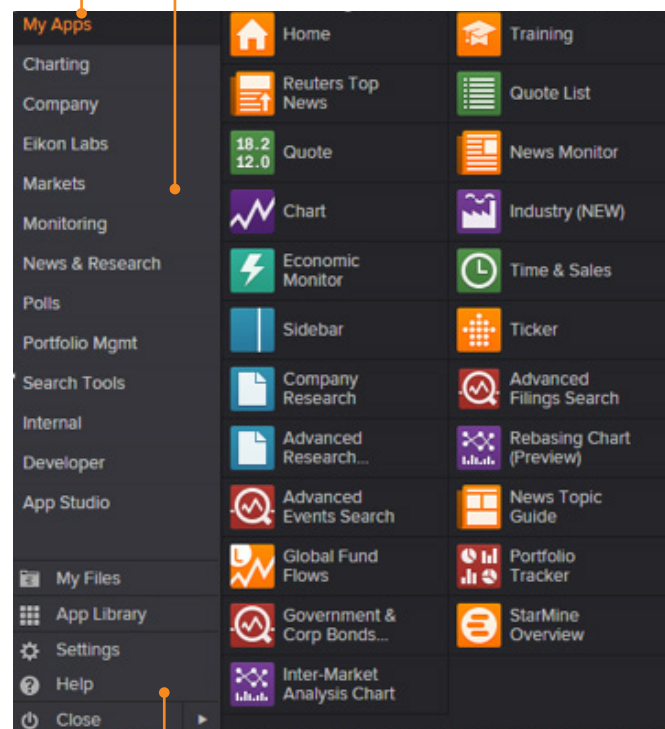 My Apps
Charting
Company
Eikon Labs
Markets
Monitoring
News & Research
Polls
Portfolio Mgmt
Search Tools
Internal
Developer
App Studio
My Files
App Library
Settings
Help
Close
Home
Training
Reuters Top
News
Quote List
18.2
12.0
Quote
News Monitor
Chart
Industry (NEW)
Economic
Monitor
Time & Sales
Sidebar
Ticker
Company
Research
Advanced
Filings Search
Advanced
Research...
Rebasing Chart
(Preview)
Advanced
Events Search
News Topic
Guide
Global Fund
Flows
Portfolio
Tracker
Government &
Corp Bonds...
StarMine
Overview
Inter-Market
Analysis Chart